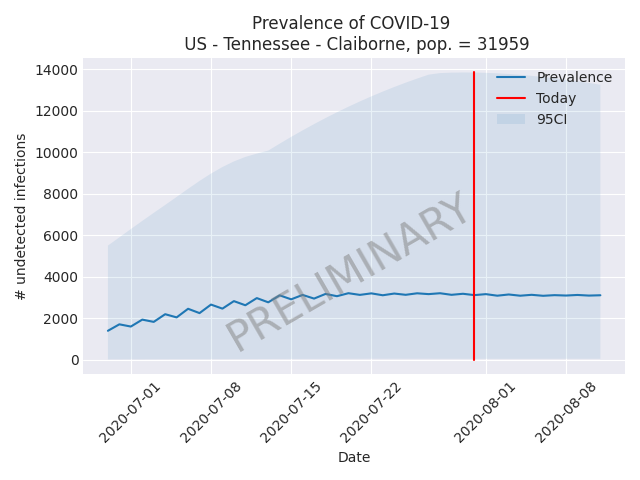 Prevalence of COVID-19
US - Tennessee - Claiborne, pop. = 31959
14000
12000
10000
8000
6000
4000
2000
0
# undetected infections
Prevalence
Today
95CI
PRELIMINARY
2020-07-01
2020-07-08
2020-07-15
2020-07-22
2020-08-01
2020-08-08
Date